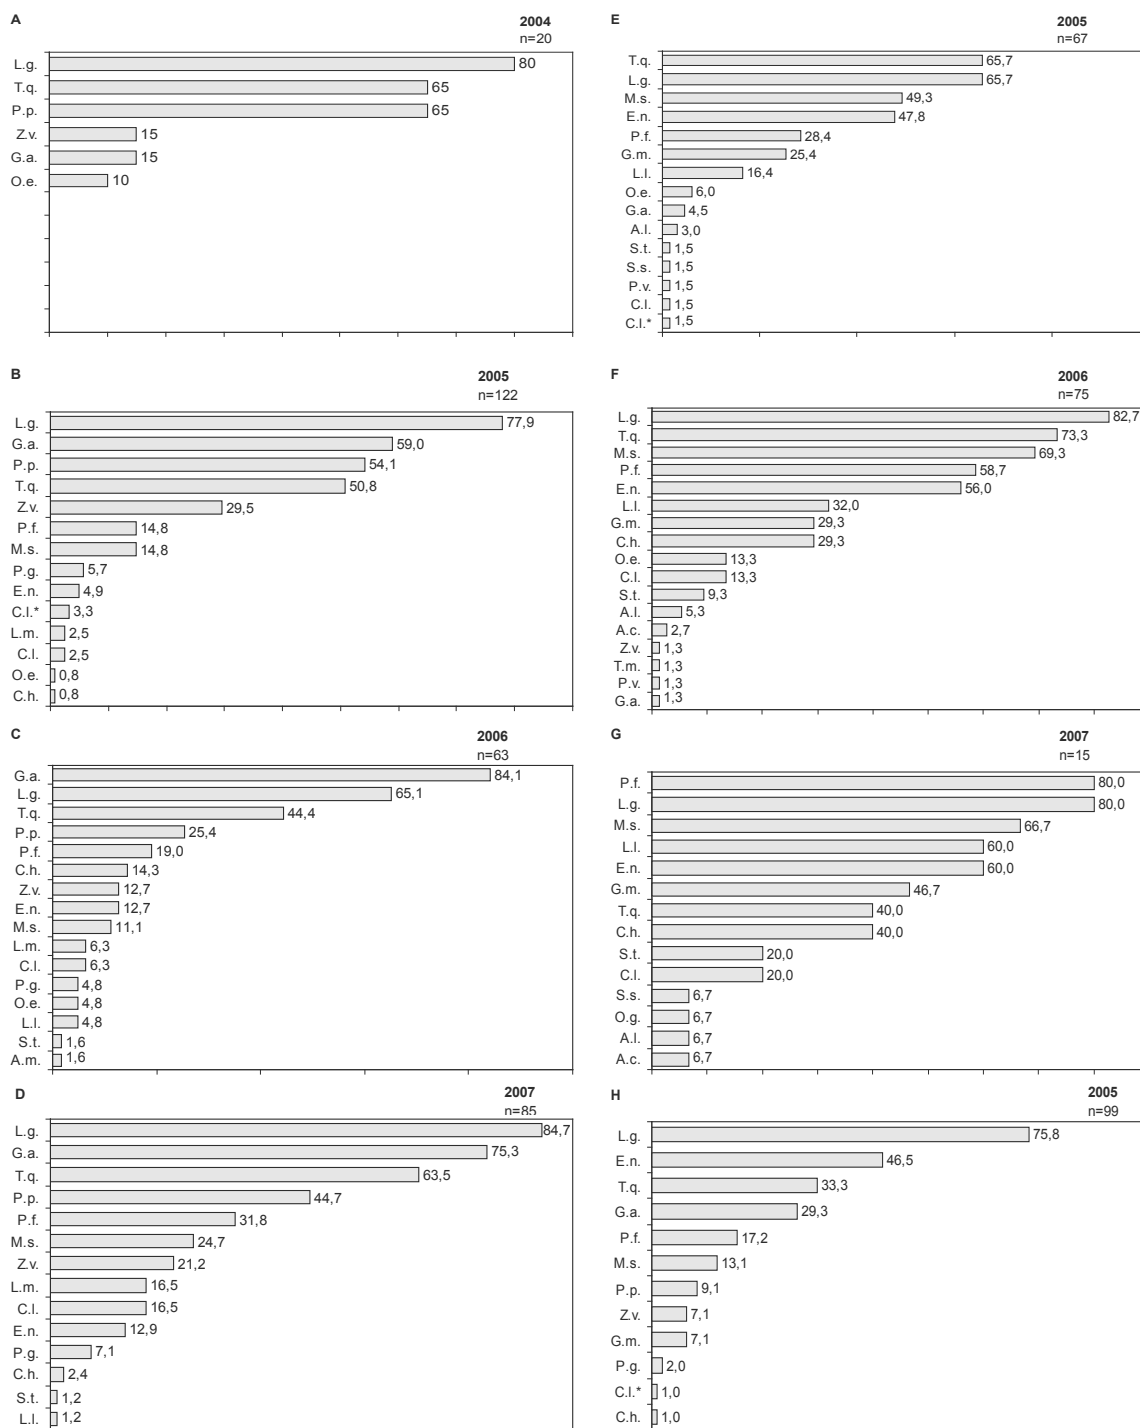 A
2004
n=20
L.g. 80
T.q. 65
P.p. 65
Z.v. 15
G.a. 15
O.e. 10
B
2005
n=122
L.g. 77,9
G.a. 59,0
P.p. 54,1
T.q. 50,8
Z.v. 29,5
P.f. 14,8
M.s. 14,8
P.g. 5,7
E.n. 4,9
C.l.* 3,3
L.m. 2,5
C.l. 2,5
O.e. 0,8
C.h. 0,8
C
2006
n=63
G.a. 84,1
L.g. 65,1
T.q. 44,4
P.p. 25,4
P.f. 19,0
C.h. 14,3
Z.v. 12,7
E.n. 12,7
M.s. 11,1
L.m. 6,3
C.l. 6,3
P.g. 4,8
O.e. 4,8
L.l. 4,8
S.t. 1,6
A.m. 1,6
D
2007
n=85
L.g. 84,7
G.a. 75,3
T.q. 63,5
P.p. 44,7
P.f. 31,8
M.s. 24,7
Z.v. 21,2
L.m. 16,5
C.l. 16,5
E.n. 12,9
P.g. 7,1
C.h. 2,4
S.t. 1,2
L.l. 1,2
E
2005
n=67
T.q. 65,7
L.g. 65,7
M.s. 49,3
E.n. 47,8
P.f. 28,4
G.m. 25,4
L.l. 16,4
O.e. 6,0
G.a. 4,5
A.l. 3,0
S.t. 1,5
S.s. 1,5
P.v. 1,5
C.l. 1,5
C.l.* 1,5
F
2006
n=75
L.g. 82,7
T.q. 73,3
M.s. 69,3
P.f. 58,7
E.n. 56,0
L.l. 32,0
G.m. 29,3
C.h. 29,3
O.e. 13,3
C.l. 13,3
S.t. 9,3
A.l. 5,3
A.c. 2,7
Z.v. 1,3
T.m. 1,3
P.v. 1,3
G.a. 1,3
G
2007
n=15
P.f. 80,0
L.g. 80,0
M.s. 66,7
L.l. 60,0
E.n. 60,0
G.m. 46,7
T.q. 40,0
C.h. 40,0
S.t. 20,0
C.l. 20,0
S.s. 6,7
O.g. 6,7
A.l. 6,7
A.c. 6,7
H
2005
n=99
L.g. 75,8
E.n. 46,5
T.q. 33,3
G.a. 29,3
P.f. 17,2
M.s. 13,1
P.p. 9,1
Z.v. 7,1
G.m. 7,1
P.g. 2,0
C.l.* 1,0
C.h. 1,0